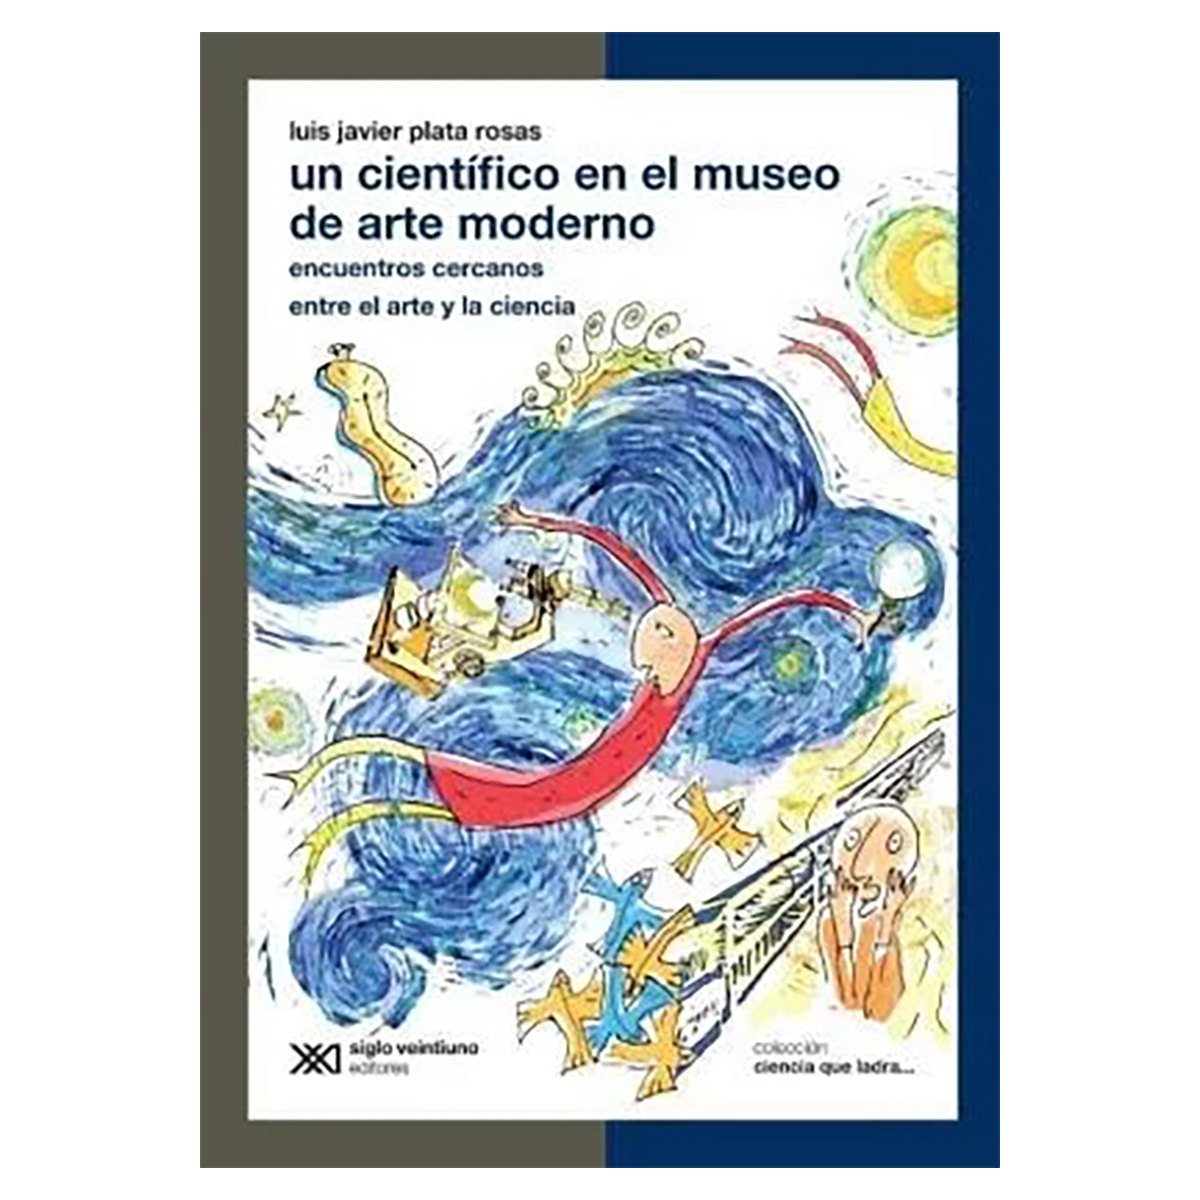 luis javier plata rosas
un científico en el museo
de arte moderno
encuentros cercanos
entre el arte y la ciencia
siglo veintiuno
editores
colección
ciencia que ladra...